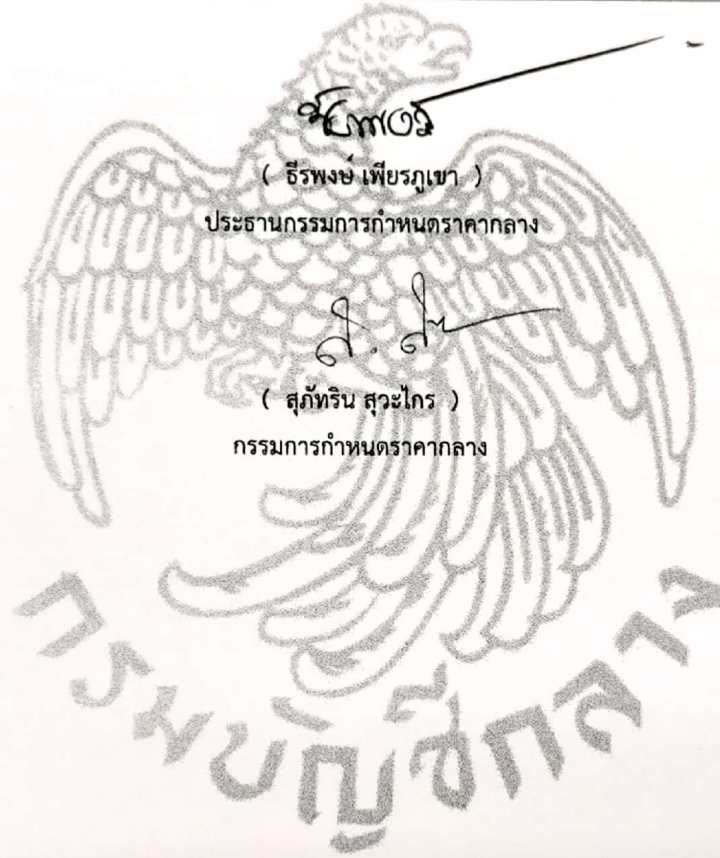 ( ธีรพงษ์ เพียรภูเขา )
ประธานกรรมการกำหนดราคากลาง
( สุภัทริน สุวะไกร )
กรรมการกำหนดราคากลาง
กรมบัญชีกลาง